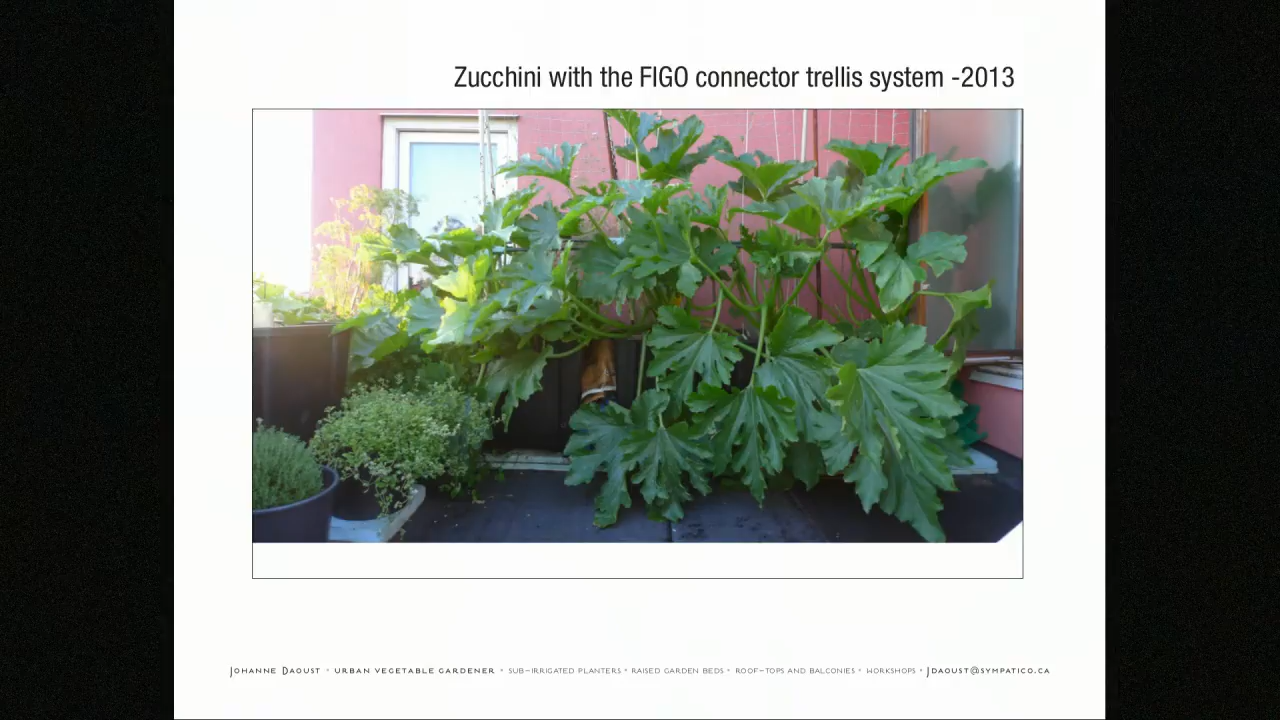 Zucchini with the FIGO connector trellis system -2013
Johanne Daoust • urban vegetable gardener • sub-irrigated planters • raised garden beds • roof-tops and balconies • workshops • jdaoust@sympatico.ca